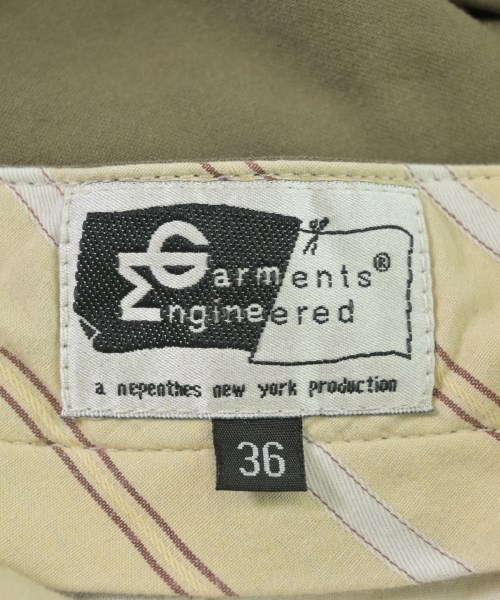 Garments®
Engineered
a nepenthes new york production
36